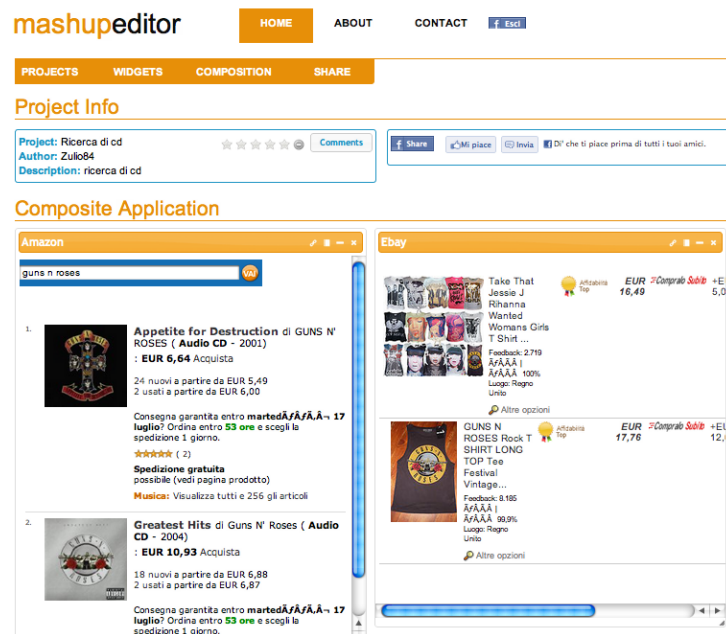 mashupeditor
HOME ABOUT CONTACT f Esci
PROJECTS WIDGETS COMPOSITION SHARE
Project Info
Project: Ricerca di cd
Author: Zulio84
Description: ricerca di cd
Comments
f Share Mi piace Invia Di' che ti piace prima di tutti i tuoi amici.
Composite Application
Amazon
guns n roses VAI
1.
Appetite for Destruction di GUNS N'
ROSES ( Audio CD - 2001)
: EUR 6,64 Acquista
24 nuovi a partire da EUR 5,49
2 usati a partire da EUR 6,00
Consegna garantita entro martedÃƒÂƒÃ‚Â¬ 17
luglio? Ordina entro 53 ore e scegli la
spedizione 1 giorno.
( 2)
Spedizione gratuita
possibile (vedi pagina prodotto)
Musica: Visualizza tutti e 256 gli articoli
2.
Greatest Hits di Guns N' Roses ( Audio
CD - 2004)
: EUR 10,93 Acquista
18 nuovi a partire da EUR 6,88
2 usati a partire da EUR 6,87
Consegna garantita entro martedÃƒÂƒÃ‚Â¬ 17
luglio? Ordina entro 53 ore e scegli la
spedizione 1 giorno.
Ebay
Take That
Jessie J
Rihanna
Wanted
Womans Girls
T Shirt ...
Feedback: 2.719
|
100%
Luogo: Regno
Unito
Altre opzioni
Affidabilità
Top
EUR
16,49
Compralo Subito
+E
5,0
GUNS N
ROSES Rock T
SHIRT LONG
TOP Tee
Festival
Vintage...
Feedback: 8.185
|
99,9%
Luogo: Regno
Unito
Altre opzioni
Affidabilità
Top
EUR
17,76
Compralo Subito
+EU
12,